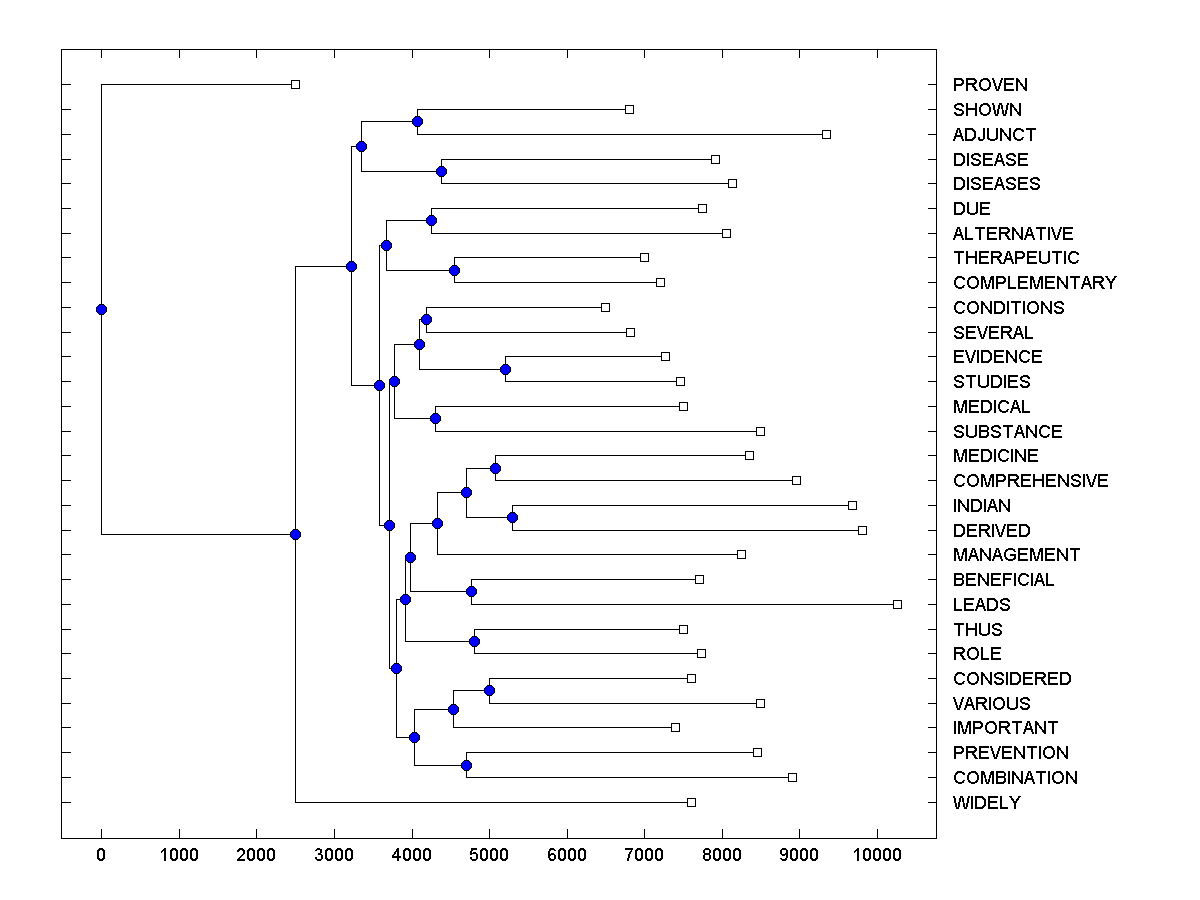 PROVEN
SHOWN
ADJUNCT
DISEASE
DISEASES
DUE
ALTERNATIVE
THERAPEUTIC
COMPLEMENTARY
CONDITIONS
SEVERAL
EVIDENCE
STUDIES
MEDICAL
SUBSTANCE
MEDICINE
COMPREHENSIVE
INDIAN
DERIVED
MANAGEMENT
BENEFICIAL
LEADS
THUS
ROLE
CONSIDERED
VARIOUS
IMPORTANT
PREVENTION
COMBINATION
WIDELY
0 1000 2000 3000 4000 5000 6000 7000 8000 9000 10000